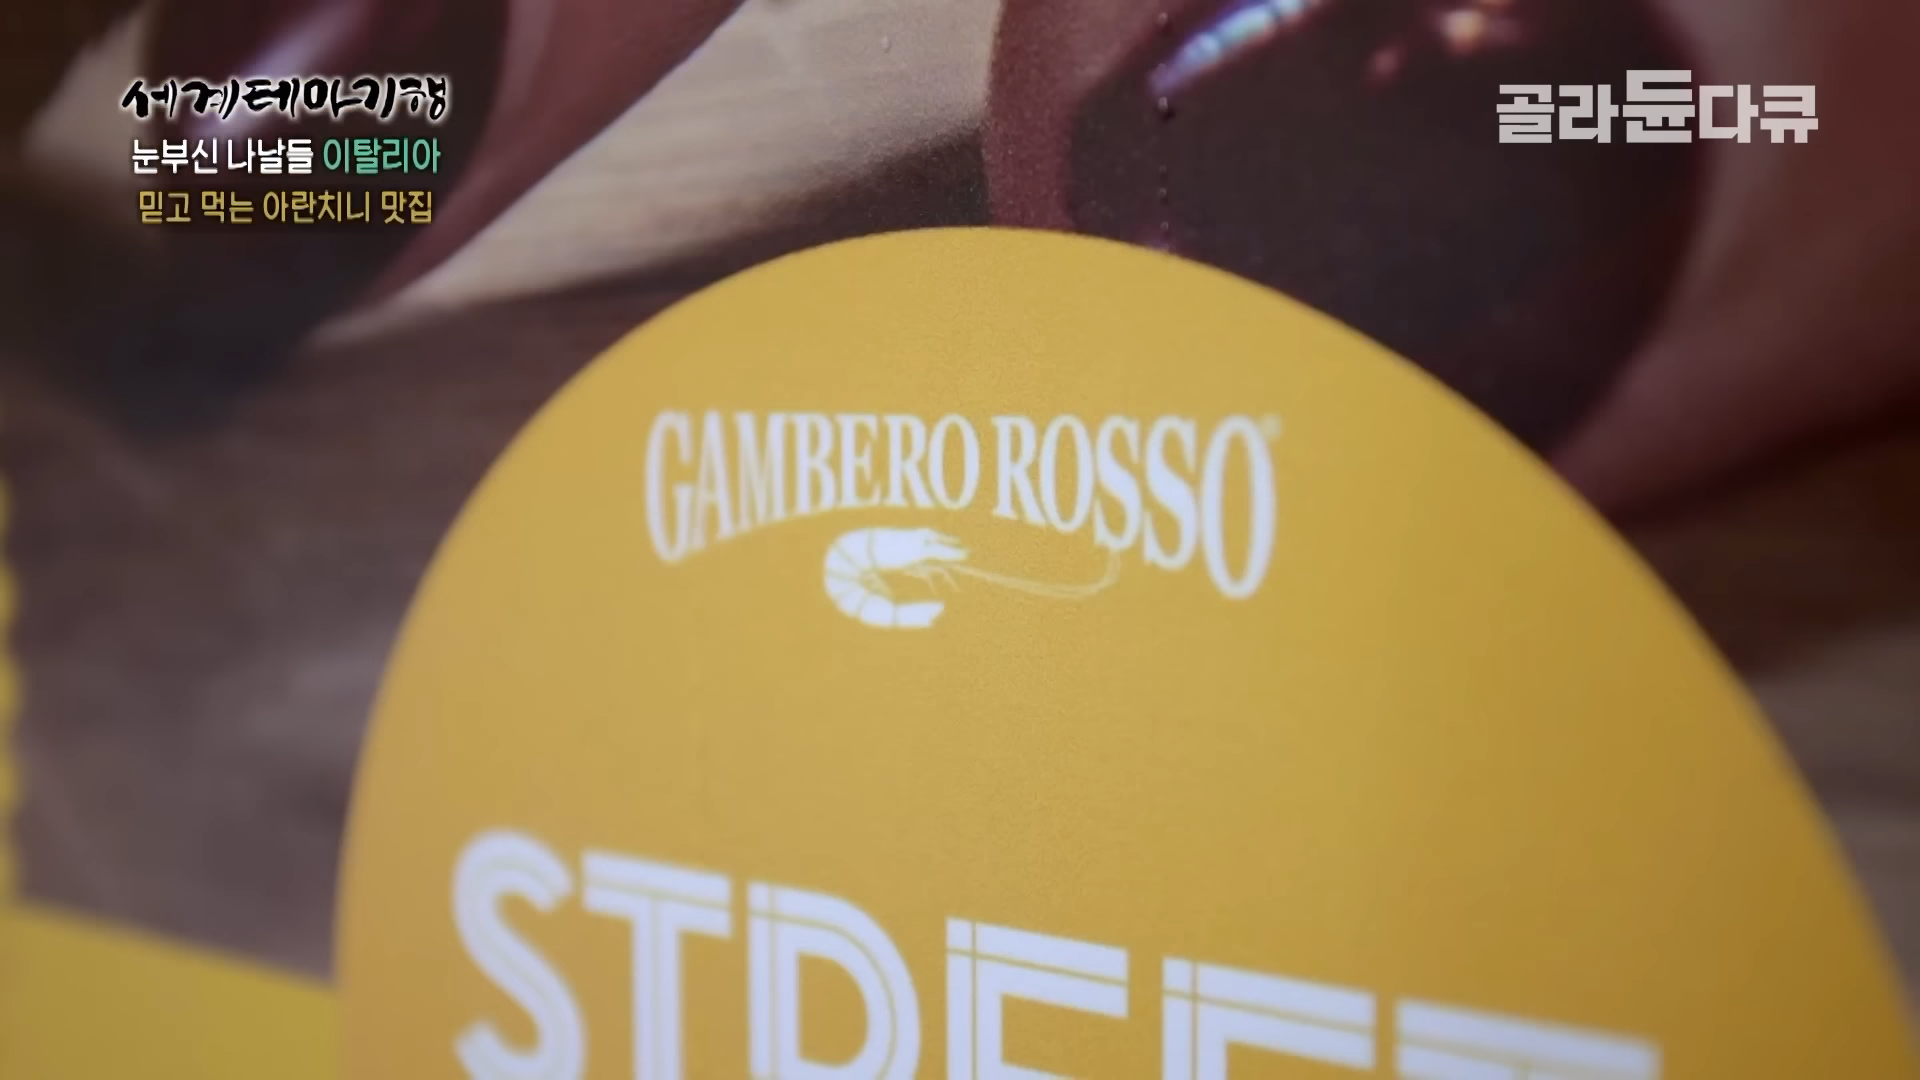 세계테마기행
눈부신 나날들 이탈리아
믿고 먹는 아란치니 맛집
골라듄다큐
GAMBERO ROSSO®
STREET